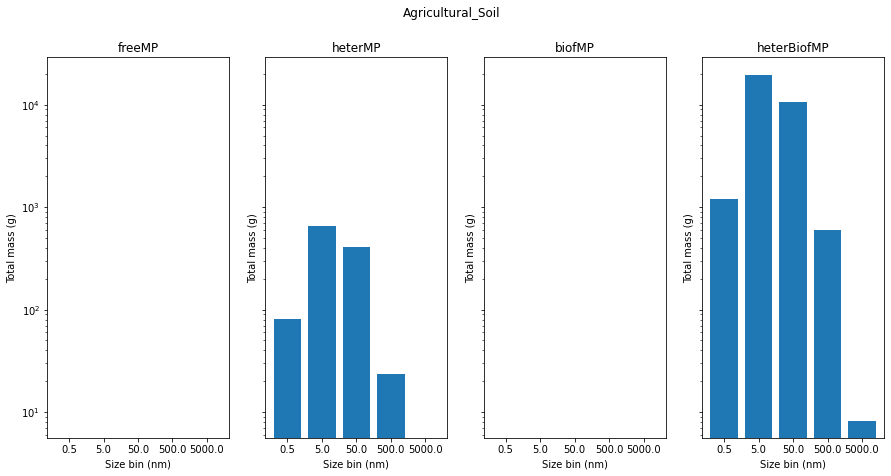 Agricultural_Soil
freeMP
heterMP
biofMP
heterBiofMP
Total mass (g)
10⁴
10³
10²
10¹
0.5 5.0 50.0 500.0 5000.0
Size bin (nm)
Total mass (g)
0.5 5.0 50.0 500.0 5000.0
Size bin (nm)
Total mass (g)
0.5 5.0 50.0 500.0 5000.0
Size bin (nm)
Total mass (g)
0.5 5.0 50.0 500.0 5000.0
Size bin (nm)